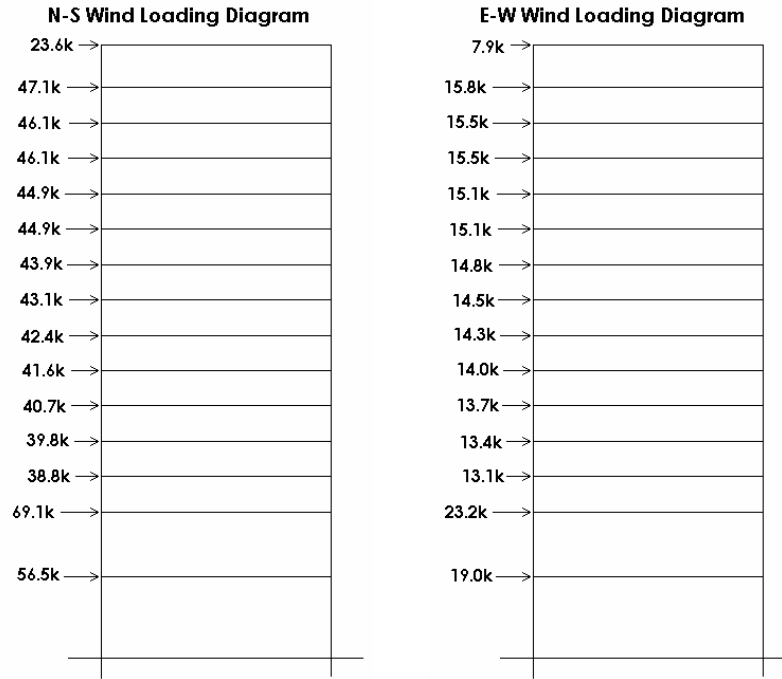 N-S Wind Loading Diagram
23.6k
47.1k
46.1k
46.1k
44.9k
44.9k
43.9k
43.1k
42.4k
41.6k
40.7k
39.8k
38.8k
69.1k
56.5k
E-W Wind Loading Diagram
7.9k
15.8k
15.5k
15.5k
15.1k
15.1k
14.8k
14.5k
14.3k
14.0k
13.7k
13.4k
13.1k
23.2k
19.0k